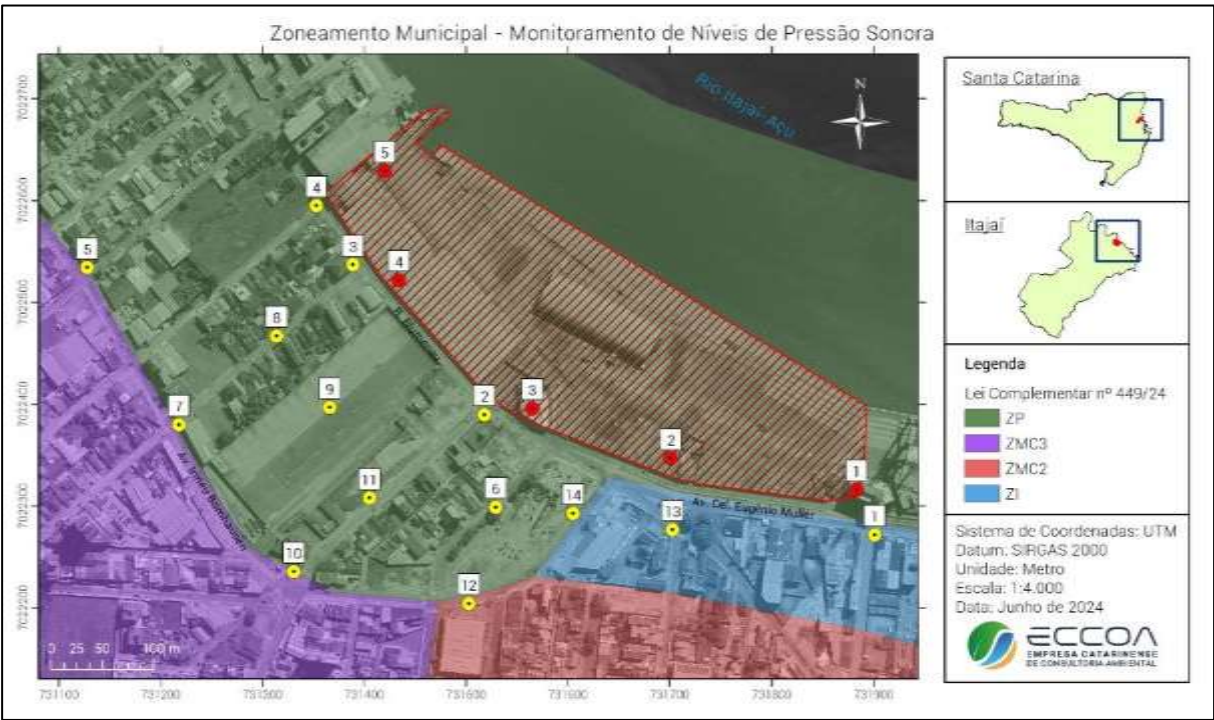 Zoneamento Municipal - Monitoramento de Níveis de Pressão Sonora
7022700
7022600
7022500
7022400
7022300
7022200
Rio Itajaí-Açu
N
5
4
3
4
5
8
9
7
2
3
2
1
11
6
14
13
1
10
12
Av. Cel. Eugênio Muller
0 25 50 100 m
731100
731200
731300
731400
731500
731600
731700
731800
731900
Santa Catarina
Itajaí
Legenda
Lei Complementar nº 449/24
ZP
ZMC3
ZMC2
ZI
Sistema de Coordenadas: UTM
Datum: SIRGAS 2000
Unidade: Metro
Escala: 1:4.000
Data: Junho de 2024
ECCOA
EMPRESA CATARINENSE
DE CONSULTORIA AMBIENTAL